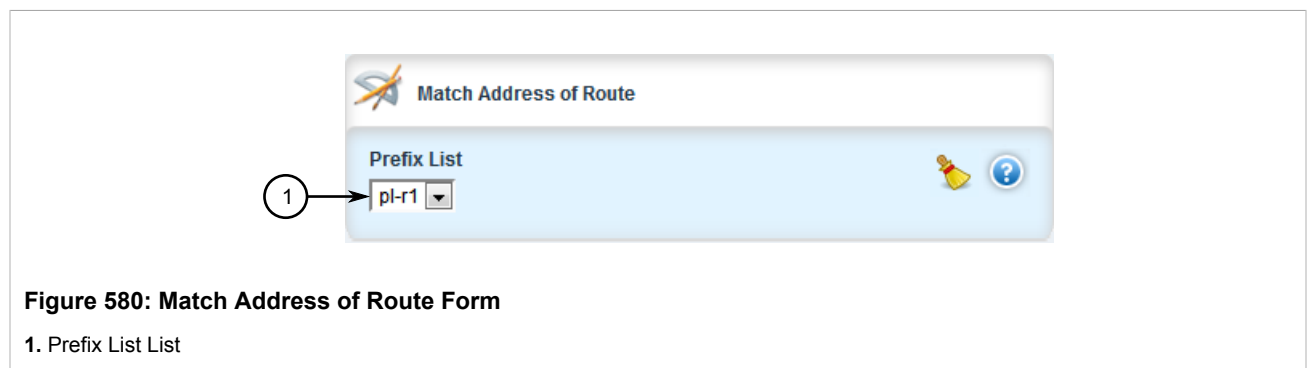 Match Address of Route
Prefix List
1
pl-r1
?
Figure 580: Match Address of Route Form
1. Prefix List List